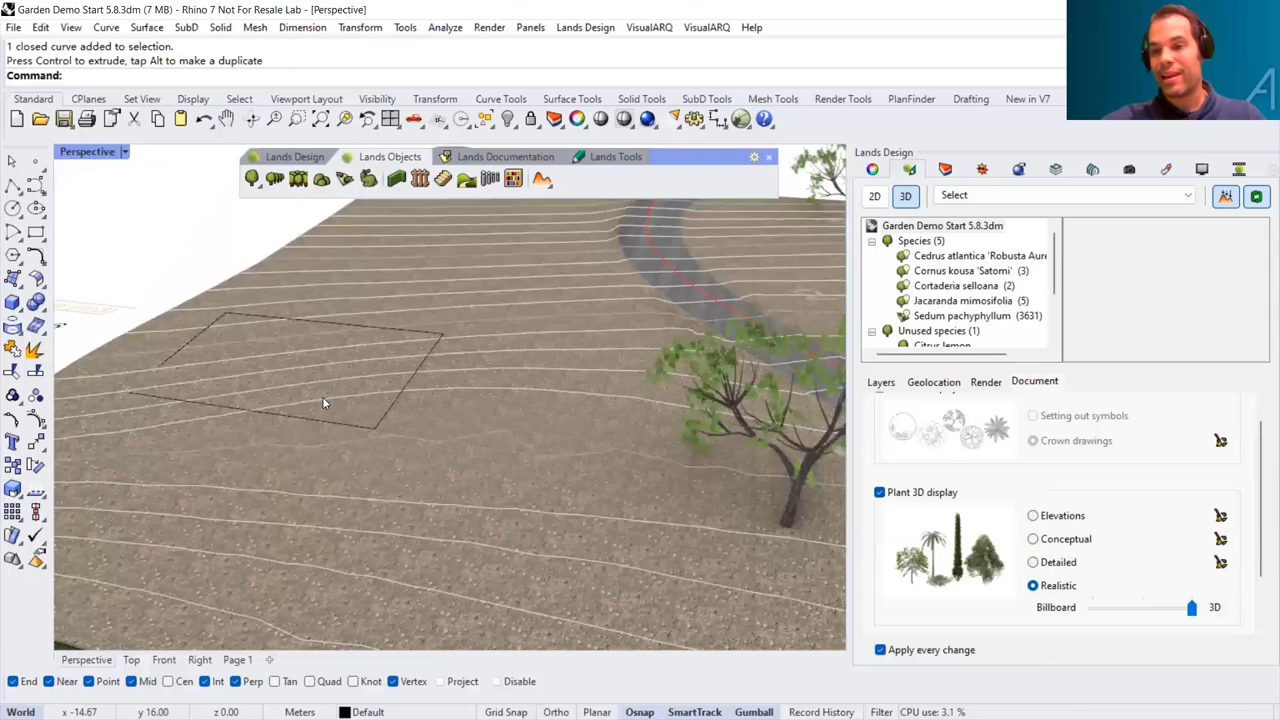 Garden Demo Start 5.8.3dm (7 MB) - Rhino 7 Not For Resale Lab - [Perspective]
File Edit View Curve Surface SubD Solid Mesh Dimension Transform Tools Analyze Render Panels Lands Design VisualARQ VisualARQ Help
1 closed curve added to selection.
Press Control to extrude, tap Alt to make a duplicate
Command:
Standard CPlanes Set View Display Select Viewport Layout Visibility Transform Curve Tools Surface Tools Solid Tools SubD Tools Mesh Tools Render Tools PlanFinder Drafting New in V7
Perspective
Lands Design Lands Objects Lands Documentation Lands Tools
Lands Design
2D 3D Select
Garden Demo Start 5.8.3dm
Species (5)
Cedrus atlantica 'Robusta Aure
Cornus kousa 'Satomi' (3)
Cortaderia selloana (2)
Jacaranda mimosifolia (5)
Sedum pachyphyllum (3631)
Unused species (1)
Citrus lemon
Layers Geolocation Render Document
Setting out symbols
Crown drawings
Plant 3D display
Elevations
Conceptual
Detailed
Realistic
Billboard 3D
Apply every change
Perspective Top Front Right Page 1
End Near Point Mid Cen Int Perp Tan Quad Knot Vertex Project Disable
World x -14.67 y 16.00 z 0.00 Meters Default Grid Snap Ortho Planar Osnap SmartTrack Gumball Record History Filter CPU use: 3.1 %